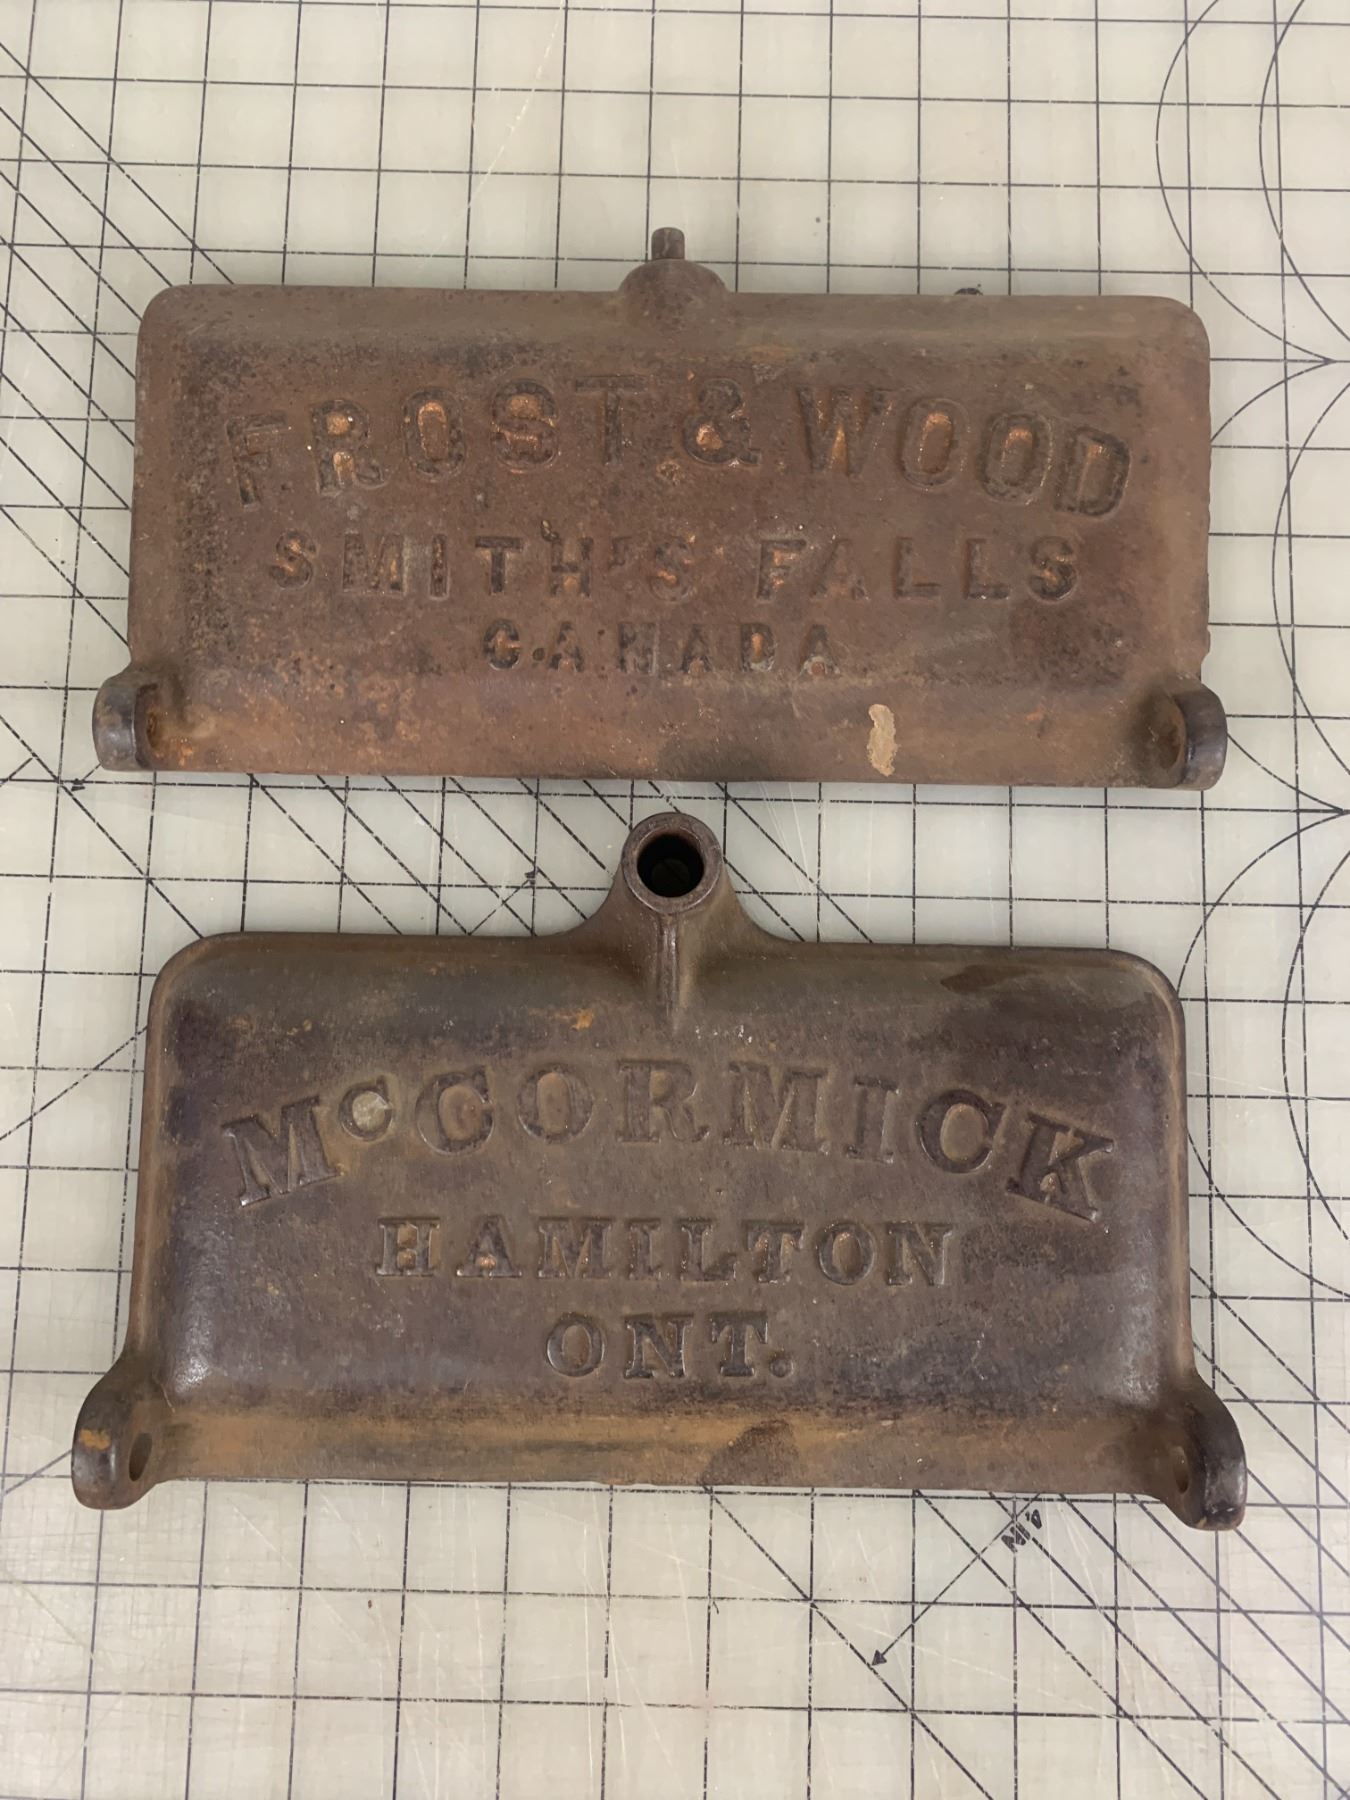 FROST & WOOD
SMITH'S FALLS
CANADA
McCORMICK
HAMILTON
ONT.